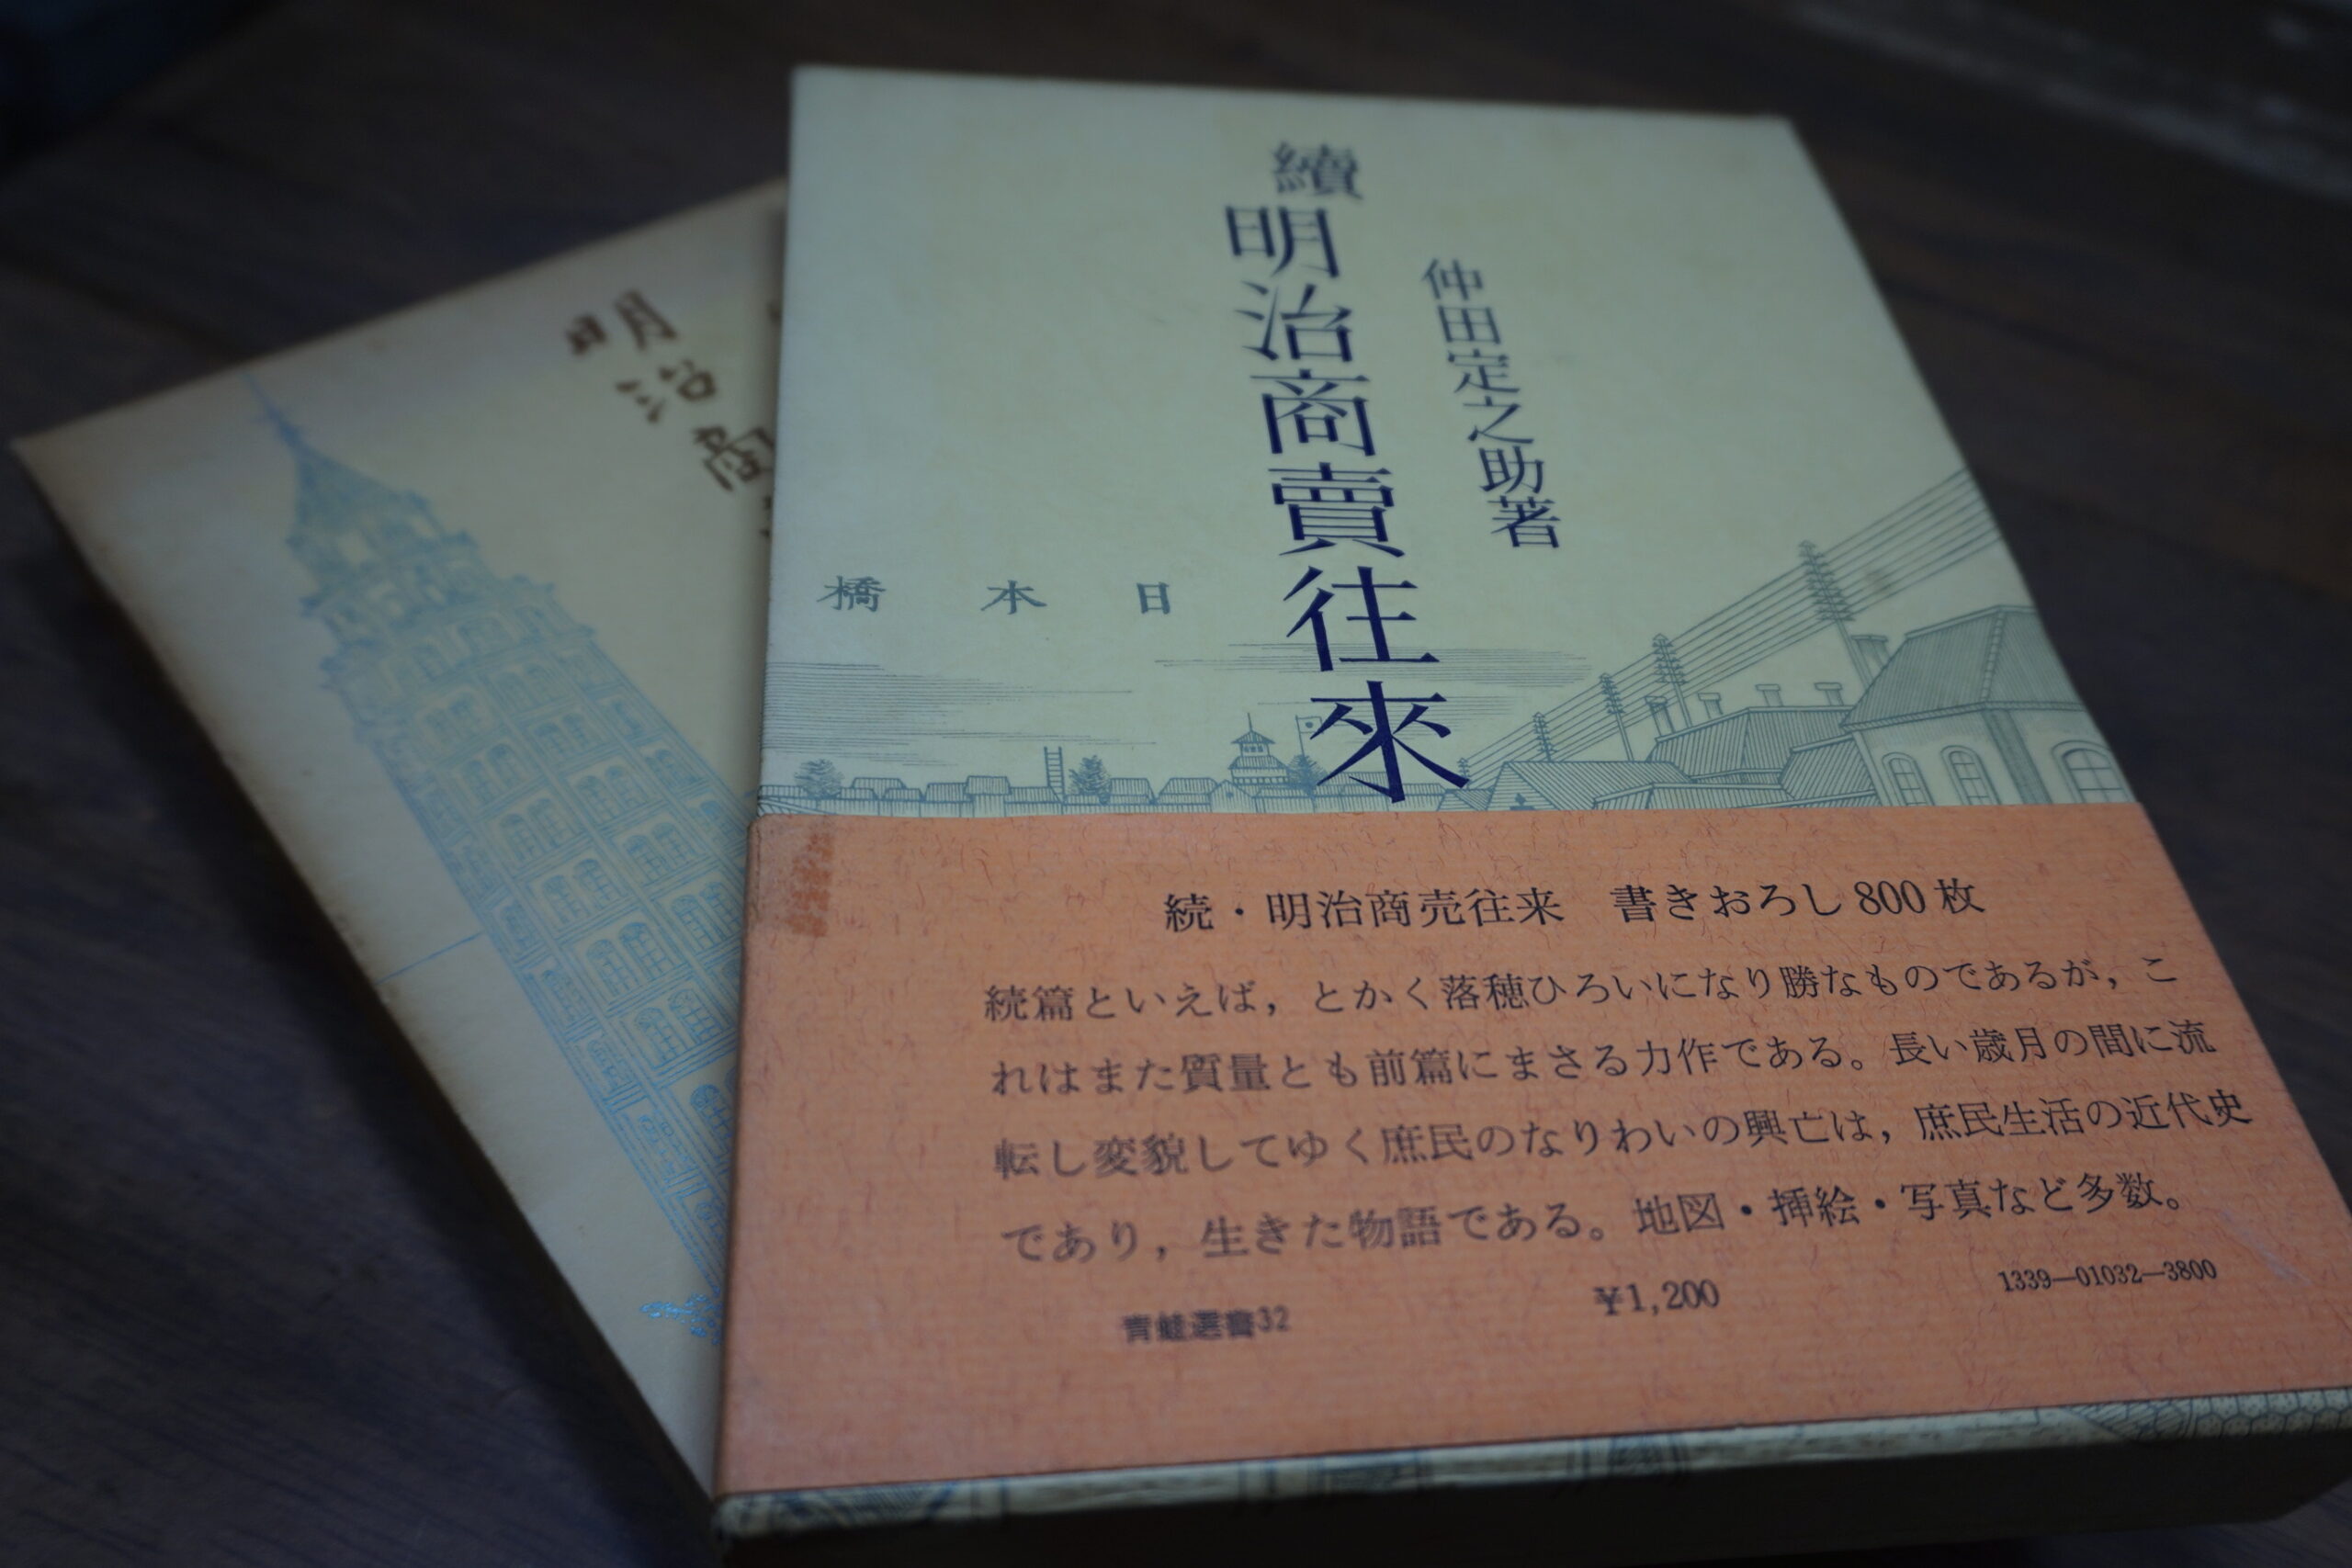 續
明治商賣往來
仲田定之助著
橋本日
続・明治商売往来 書きおろし800枚
続篇といえば，とかく落穂ひろいになり勝なものであるが，こ
れはまた質量とも前篇にまさる力作である。長い歳月の間に流
転し変貌してゆく庶民のなりわいの興亡は，庶民生活の近代史
であり，生きた物語である。地図・挿絵・写真など多数。
青蛙選書32 ¥1,200 1339—01032—3800
明治商